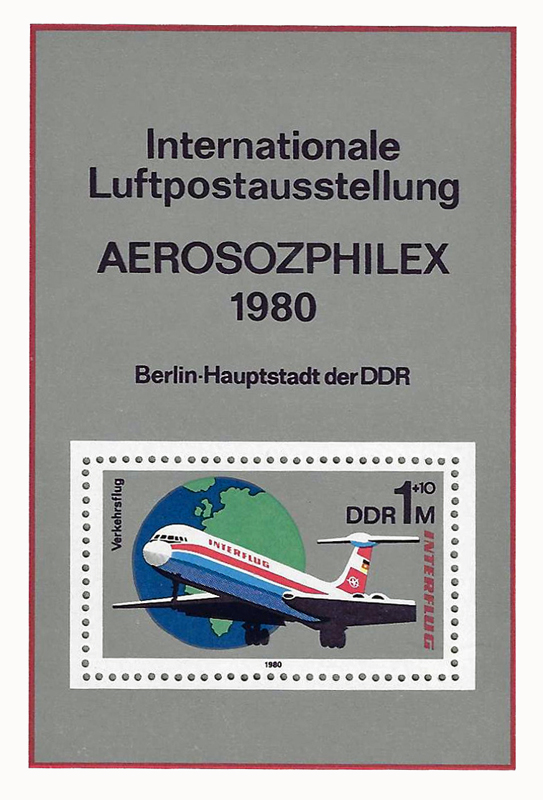 Internationale
Luftpostausstellung
AEROSOZPHILEX
1980
Berlin-Hauptstadt der DDR
Verkehrsflug
DDR 1+10 M
INTERFLUG
INTERFLUG
1980